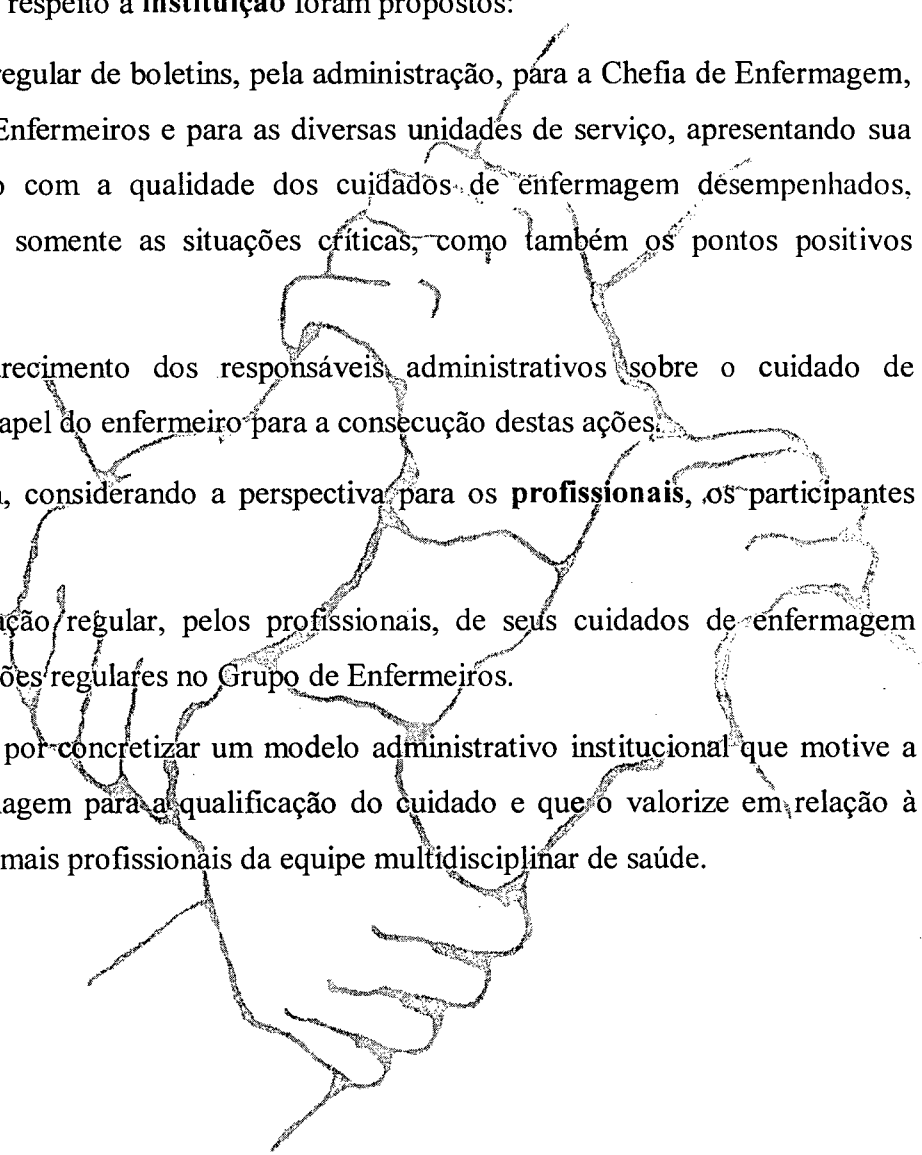 respeito à instituição foram propostos:
regular de boletins, pela administração, para a Chefia de Enfermagem,
Enfermeiros e para as diversas unidades de serviço, apresentando sua
o com a qualidade dos cuidados de enfermagem desempenhados,
somente as situações críticas, como também os pontos positivos
recimento dos responsáveis administrativos sobre o cuidado de
apel do enfermeiro para a consecução destas ações.
, considerando a perspectiva para os profissionais, os participantes
ção regular, pelos profissionais, de seus cuidados de enfermagem
ões regulares no Grupo de Enfermeiros.
por concretizar um modelo administrativo institucional que motive a
agem para a qualificação do cuidado e que o valorize em relação à
mais profissionais da equipe multidisciplinar de saúde.